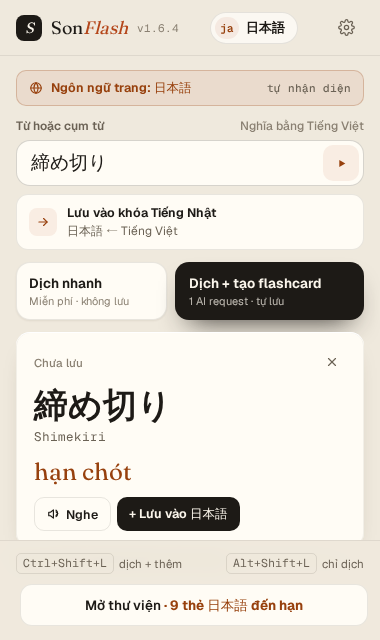 S SonFlash v1.6.4 ja 日本語
Ngôn ngữ trang: 日本語 tự nhận diện
Từ hoặc cụm từ Nghĩa bằng Tiếng Việt
締め切り
Lưu vào khóa Tiếng Nhật
日本語 ← Tiếng Việt
Dịch nhanh
Miễn phí · không lưu
Dịch + tạo flashcard
1 AI request · tự lưu
Chưa lưu
締め切り
Shimekiri
hạn chót
Nghe
+ Lưu vào 日本語
Ctrl+Shift+L dịch + thêm Alt+Shift+L chỉ dịch
Mở thư viện · 9 thẻ 日本語 đến hạn